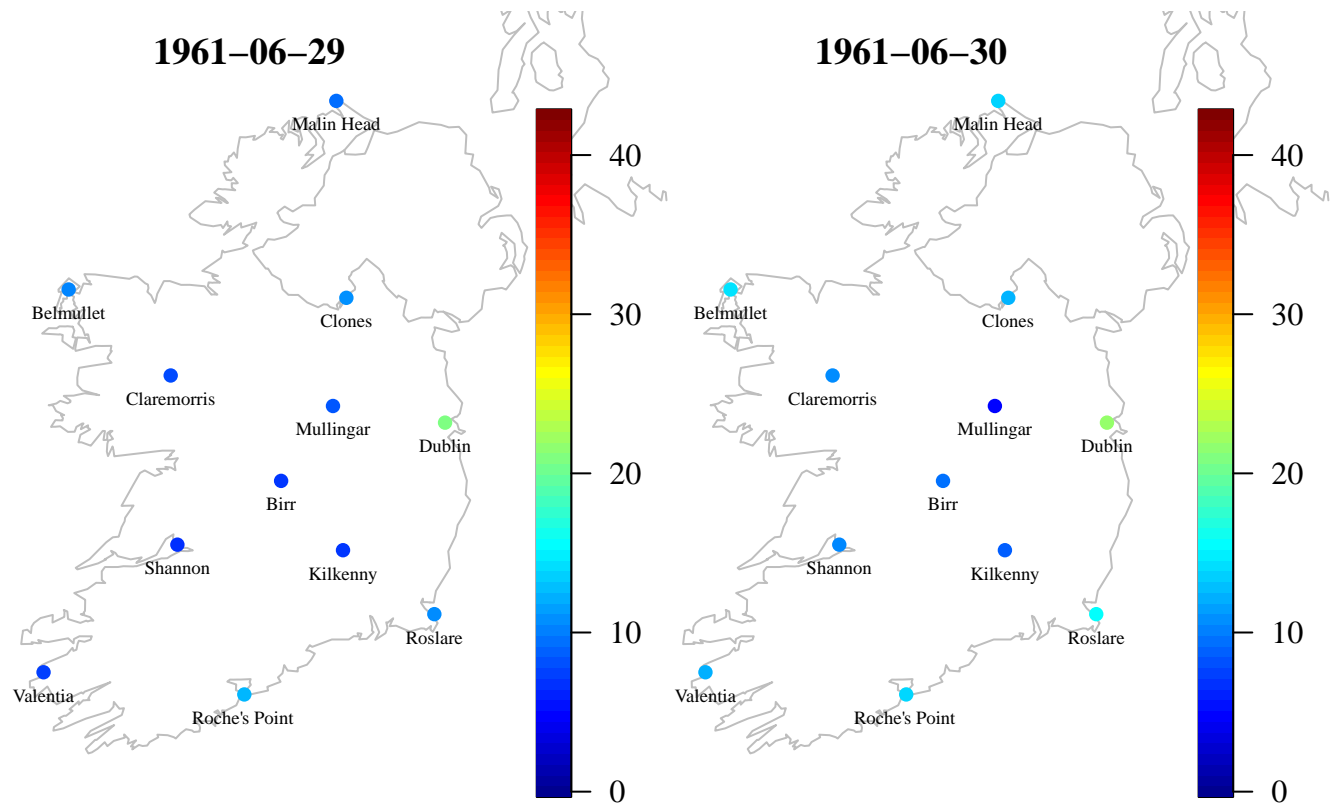 1961–06–29
Malin Head
Belmullet
Clones
Claremorris
Mullingar
Dublin
Birr
Shannon
Kilkenny
Roslare
Valentia
Roche's Point
40
30
20
10
0
1961–06–30
Malin Head
Belmullet
Clones
Claremorris
Mullingar
Dublin
Birr
Shannon
Kilkenny
Roslare
Valentia
Roche's Point
40
30
20
10
0